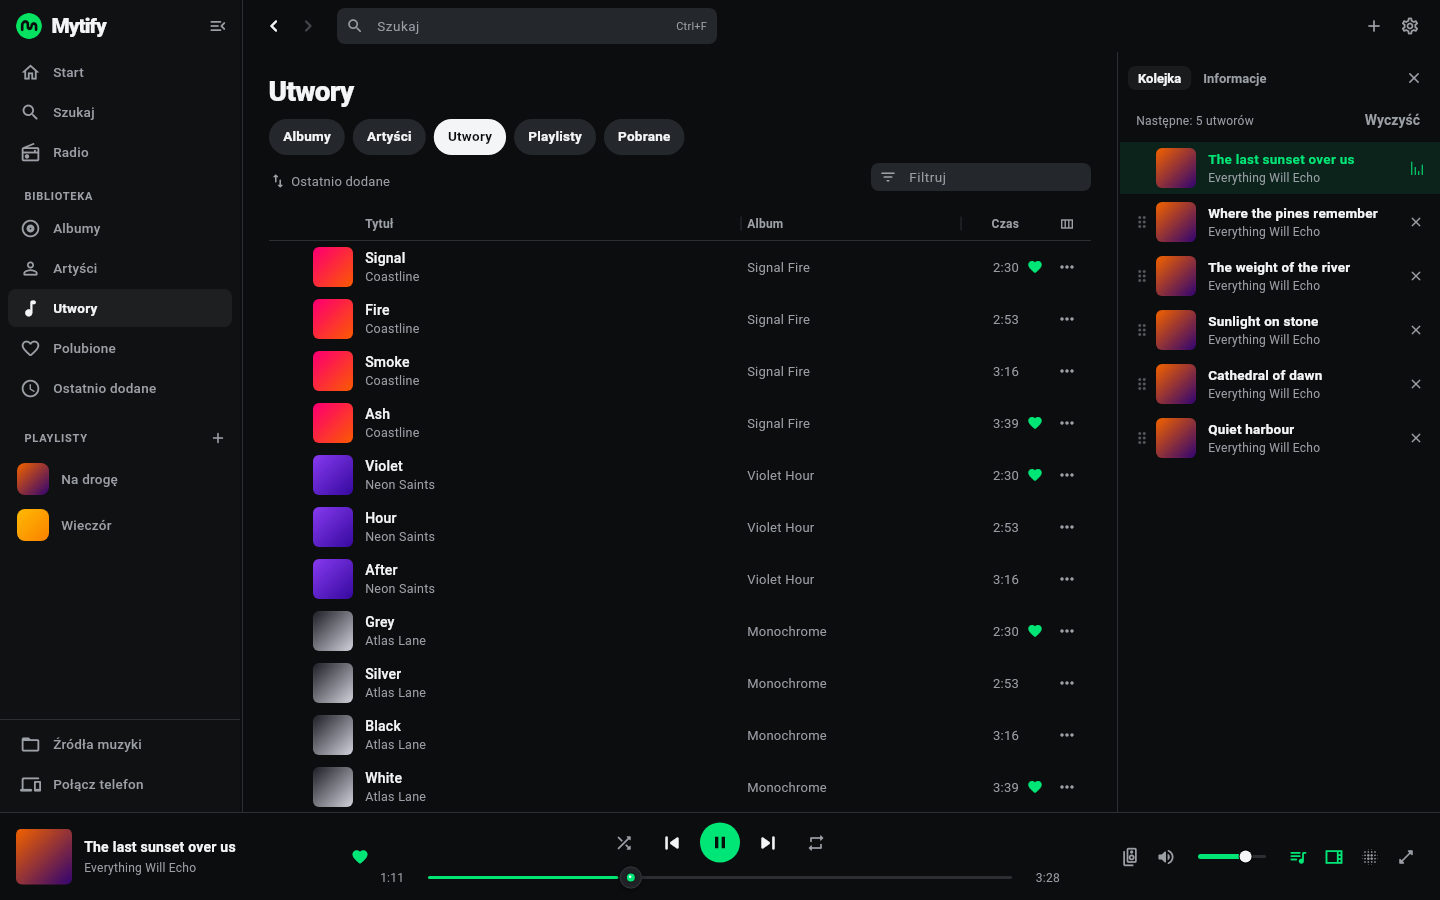 Mytify
Start
Szukaj
Radio
BIBLIOTEKA
Albumy
Artyści
Utwory
Polubione
Ostatnio dodane
PLAYLISTY
Na drogę
Wieczór
Źródła muzyki
Połącz telefon
Szukaj Ctrl+F
Utwory
Albumy Artyści Utwory Playlisty Pobrane
Ostatnio dodane Filtruj
Tytuł Album Czas
Signal
Coastline
Signal Fire 2:30
Fire
Coastline
Signal Fire 2:53
Smoke
Coastline
Signal Fire 3:16
Ash
Coastline
Signal Fire 3:39
Violet
Neon Saints
Violet Hour 2:30
Hour
Neon Saints
Violet Hour 2:53
After
Neon Saints
Violet Hour 3:16
Grey
Atlas Lane
Monochrome 2:30
Silver
Atlas Lane
Monochrome 2:53
Black
Atlas Lane
Monochrome 3:16
White
Atlas Lane
Monochrome 3:39
Kolejka Informacje
Następne: 5 utworów Wyczyść
The last sunset over us
Everything Will Echo
Where the pines remember
Everything Will Echo
The weight of the river
Everything Will Echo
Sunlight on stone
Everything Will Echo
Cathedral of dawn
Everything Will Echo
Quiet harbour
Everything Will Echo
The last sunset over us
Everything Will Echo
1:11 3:28